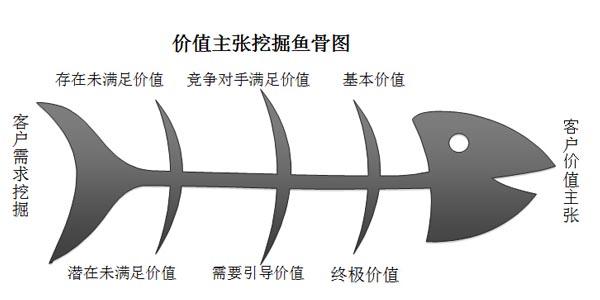 价值主张挖掘鱼骨图
存在未满足价值
竞争对手满足价值
基本价值
客户需求挖掘
客户价值主张
潜在未满足价值
需要引导价值
终极价值